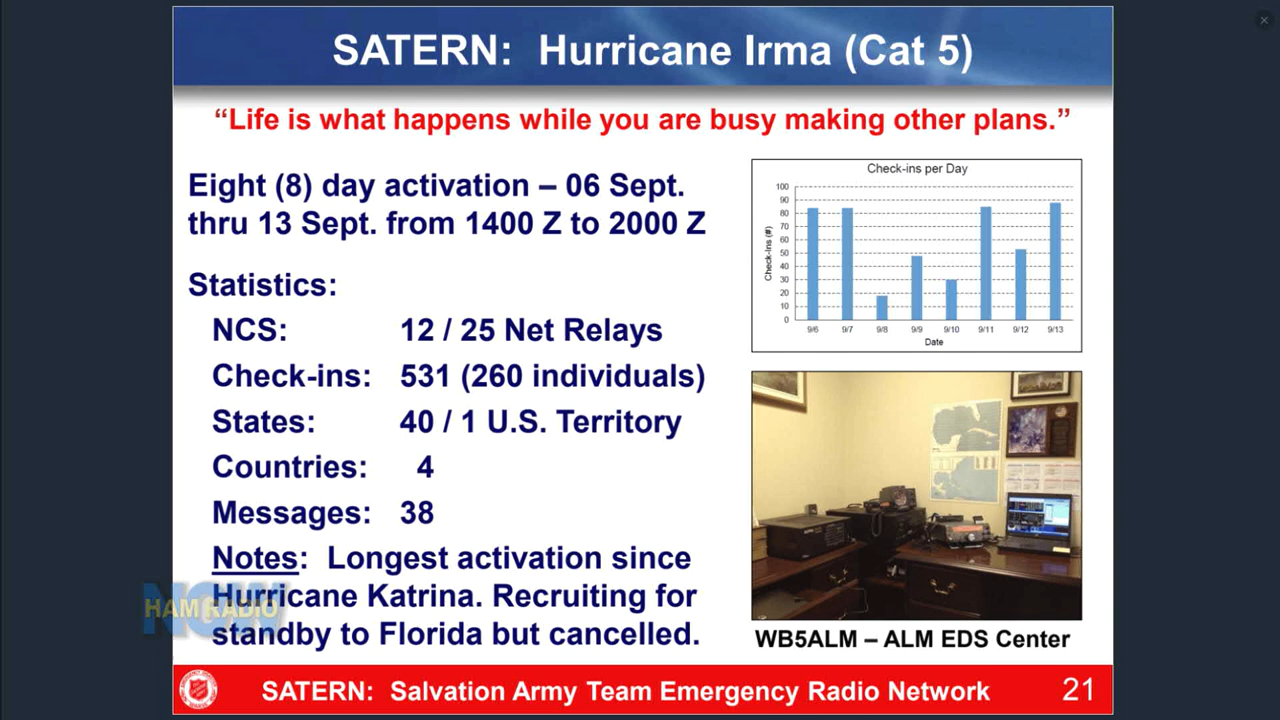 SATERN: Hurricane Irma (Cat 5)
“Life is what happens while you are busy making other plans.”
Eight (8) day activation – 06 Sept.
thru 13 Sept. from 1400 Z to 2000 Z
Statistics:
NCS: 12 / 25 Net Relays
Check-ins: 531 (260 individuals)
States: 40 / 1 U.S. Territory
Countries: 4
Messages: 38
Notes: Longest activation since
Hurricane Katrina. Recruiting for
standby to Florida but cancelled.
HAM RADIO
NOW
Check-ins per Day
Check-Ins (#)
100
90
80
70
60
50
40
30
20
10
0
9/6 9/7 9/8 9/9 9/10 9/11 9/12 9/13
Date
WB5ALM – ALM EDS Center
SATERN: Salvation Army Team Emergency Radio Network
21